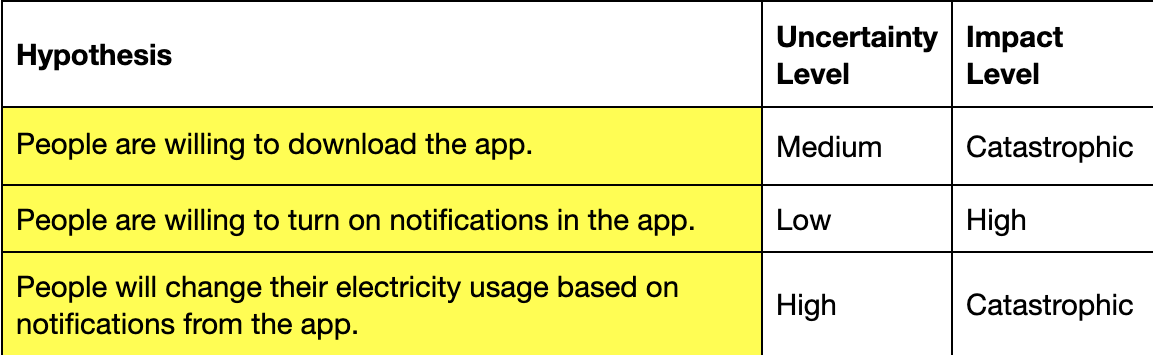 Hypothesis
Uncertainty Level
Impact Level
People are willing to download the app.
Medium
Catastrophic
People are willing to turn on notifications in the app.
Low
High
People will change their electricity usage based on
notifications from the app.
High
Catastrophic